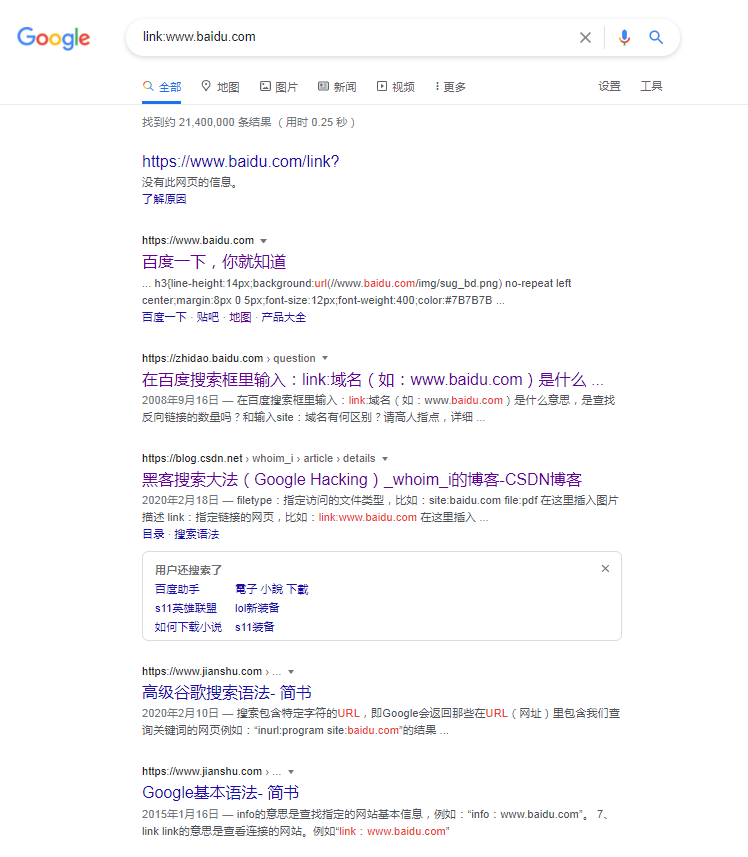 Google
link:www.baidu.com
全部 地图 图片 新闻 视频 更多 设置 工具
找到约 21,400,000 条结果 （用时 0.25 秒）
https://www.baidu.com/link?
没有此网页的信息。
了解原因
https://www.baidu.com
百度一下，你就知道
... h3{line-height:14px;background:url(//www.baidu.com/img/sug_bd.png) no-repeat left
center;margin:8px 0 5px;font-size:12px;font-weight:400;color:#7B7B7B ...
百度一下 · 贴吧 · 地图 · 产品大全
https://zhidao.baidu.com › question
在百度搜索框里输入：link:域名（如：www.baidu.com）是什么 ...
2008年9月16日 — 在百度搜索框里输入：link:域名（如：www.baidu.com）是什么意思，是查找
反向链接的数量吗？和输入site：域名有何区别？请高人指点，详细 ...
https://blog.csdn.net › whoim_i › article › details
黑客搜索大法（Google Hacking）_whoim_i的博客-CSDN博客
2020年2月18日 — filetype：指定访问的文件类型，比如：site:baidu.com file:pdf 在这里插入图片
描述 link：指定链接的网页，比如：link:www.baidu.com 在这里插入 ...
目录 · 搜索语法
用户还搜索了
百度助手 電子 小說 下載
s11英雄联盟 lol新装备
如何下载小说 s11装备
https://www.jianshu.com › ...
高级谷歌搜索语法- 简书
2020年2月10日 — 搜索包含特定字符的URL，即Google会返回那些在URL（网址）里包含我们查
询关键词的网页例如：“inurl:program site:baidu.com”的结果 ...
https://www.jianshu.com › ...
Google基本语法- 简书
2015年1月16日 — info的意思是查找指定的网站基本信息，例如：“info：www.baidu.com”。 7、
link link的意思是查看连接的网站。例如“link：www.baidu.com”